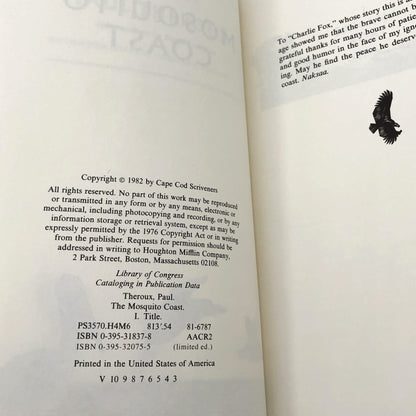 MOSQUITO
COAST
Copyright © 1982 by Cape Cod Scriveners
All rights reserved. No part of this work may be reproduced
or transmitted in any form or by any means, electronic or
mechanical, including photocopying and recording, or by any
information storage or retrieval system, except as may be
expressly permitted by the 1976 Copyright Act or in writing
from the publisher. Requests for permission should be
addressed in writing to Houghton Mifflin Company,
2 Park Street, Boston, Massachusetts 02108.
Library of Congress
Cataloging in Publication Data
Theroux, Paul.
The Mosquito Coast.
I. Title.
PS3570.H4M6 813'.54 81-6787
ISBN 0-395-31837-8 AACR2
ISBN 0-395-32075-5 (limited ed.)
Printed in the United States of America
V 10 9 8 7 6 5 4 3
To "Charlie Fox," whose story this is
age showed me that the brave cannot b
grateful thanks for many hours of patie
and good humor in the face of my igno
ing. May he find the peace he deserve
coast. Naksaa.